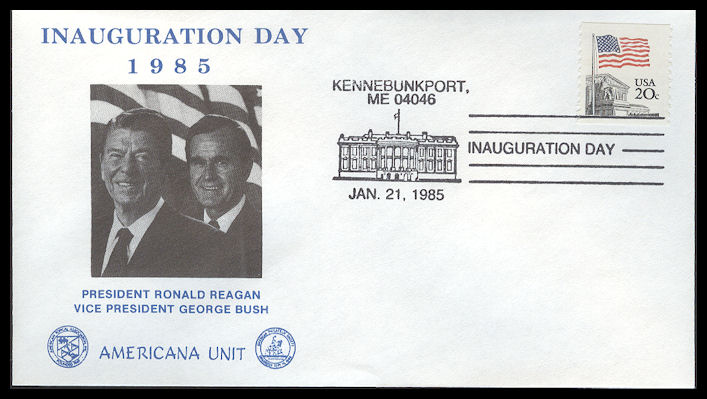 INAUGURATION DAY
1985
KENNEBUNKPORT,
ME 04046
INAUGURATION DAY
JAN. 21, 1985
USA
20c
PRESIDENT RONALD REAGAN
VICE PRESIDENT GEORGE BUSH
AMERICANA UNIT